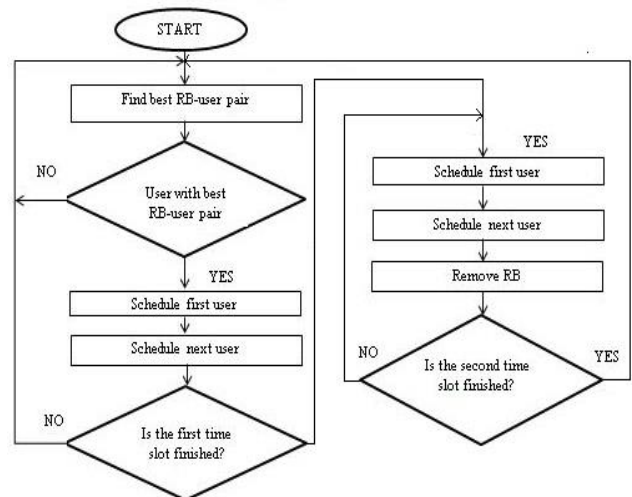 START
Find best RB-user pair
NO
User with best
RB-user pair
YES
Schedule first user
Schedule next user
NO
Is the first time
slot finished?
YES
Schedule first user
Schedule next user
Remove RB
NO
Is the second time
slot finished?
YES